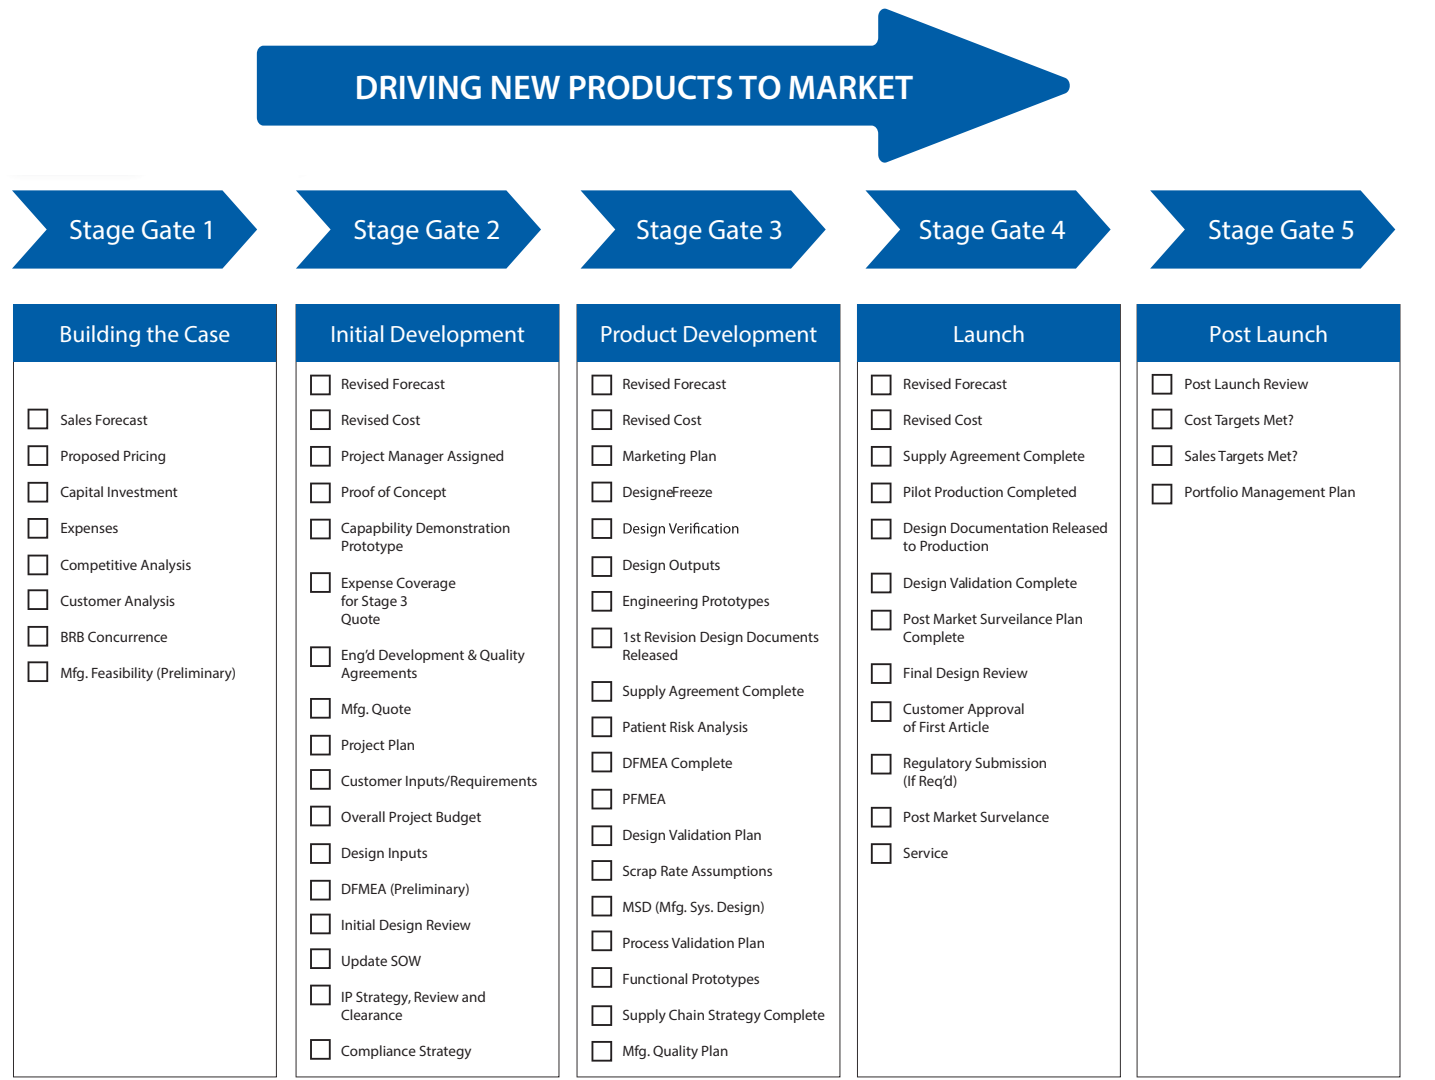 DRIVING NEW PRODUCTS TO MARKET
Stage Gate 1
Stage Gate 2
Stage Gate 3
Stage Gate 4
Stage Gate 5
Building the Case
Sales Forecast
Proposed Pricing
Capital Investment
Expenses
Competitive Analysis
Customer Analysis
BRB Concurrence
Mfg. Feasibility (Preliminary)
Initial Development
Revised Forecast
Revised Cost
Project Manager Assigned
Proof of Concept
Capapbility Demonstration
Prototype
Expense Coverage
for Stage 3
Quote
Eng'd Development & Quality
Agreements
Mfg. Quote
Project Plan
Customer Inputs/Requirements
Overall Project Budget
Design Inputs
DFMEA (Preliminary)
Initial Design Review
Update SOW
IP Strategy, Review and
Clearance
Compliance Strategy
Product Development
Revised Forecast
Revised Cost
Marketing Plan
DesigneFreeze
Design Verification
Design Outputs
Engineering Prototypes
1st Revision Design Documents
Released
Supply Agreement Complete
Patient Risk Analysis
DFMEA Complete
PFMEA
Design Validation Plan
Scrap Rate Assumptions
MSD (Mfg. Sys. Design)
Process Validation Plan
Functional Prototypes
Supply Chain Strategy Complete
Mfg. Quality Plan
Launch
Revised Forecast
Revised Cost
Supply Agreement Complete
Pilot Production Completed
Design Documentation Released
to Production
Design Validation Complete
Post Market Surveilance Plan
Complete
Final Design Review
Customer Approval
of First Article
Regulatory Submission
(If Req'd)
Post Market Survelance
Service
Post Launch
Post Launch Review
Cost Targets Met?
Sales Targets Met?
Portfolio Management Plan